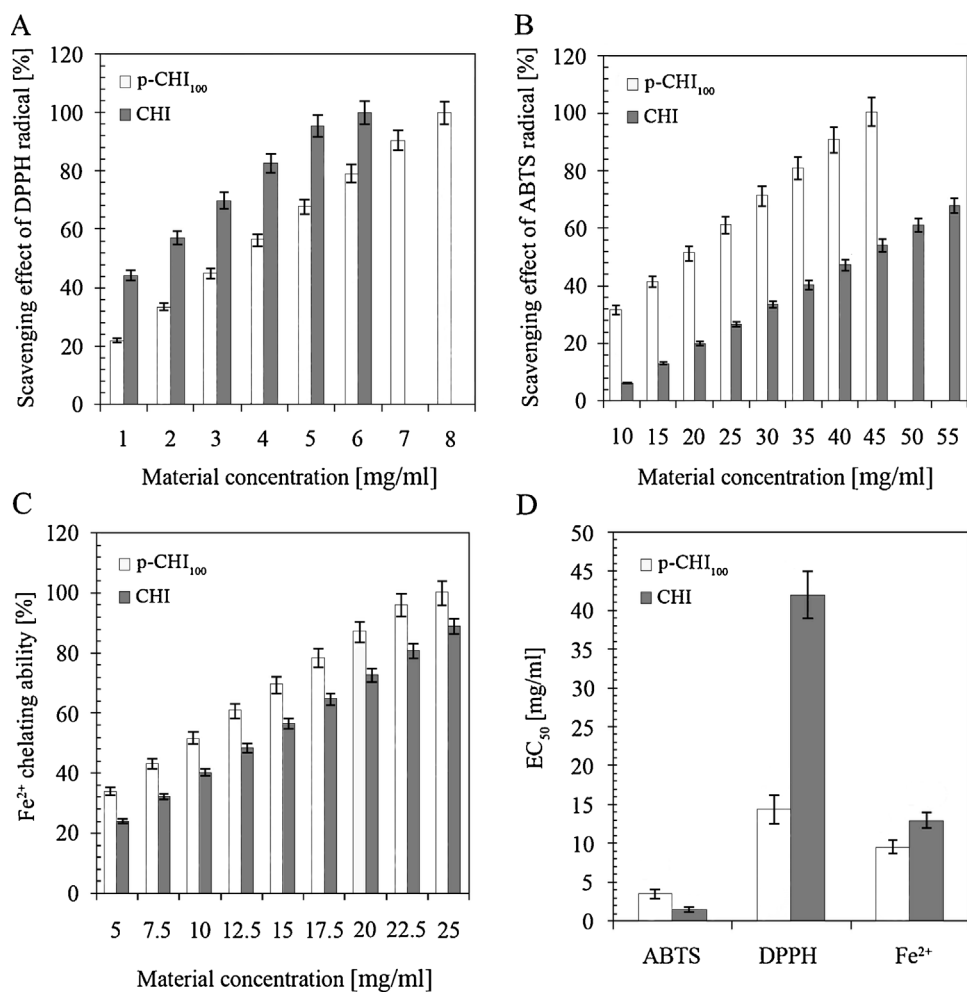 A
Scavenging effect of DPPH radical [%]
120
100
80
60
40
20
0
p-CHI₁₀₀
CHI
1 2 3 4 5 6 7 8
Material concentration [mg/ml]
B
Scavenging effect of ABTS radical [%]
120
100
80
60
40
20
0
p-CHI₁₀₀
CHI
10 15 20 25 30 35 40 45 50 55
Material concentration [mg/ml]
C
Fe²⁺ chelating ability [%]
120
100
80
60
40
20
0
p-CHI₁₀₀
CHI
5 7.5 10 12.5 15 17.5 20 22.5 25
Material concentration [mg/ml]
D
EC₅₀ [mg/ml]
50
45
40
35
30
25
20
15
10
5
0
p-CHI₁₀₀
CHI
ABTS DPPH Fe²⁺